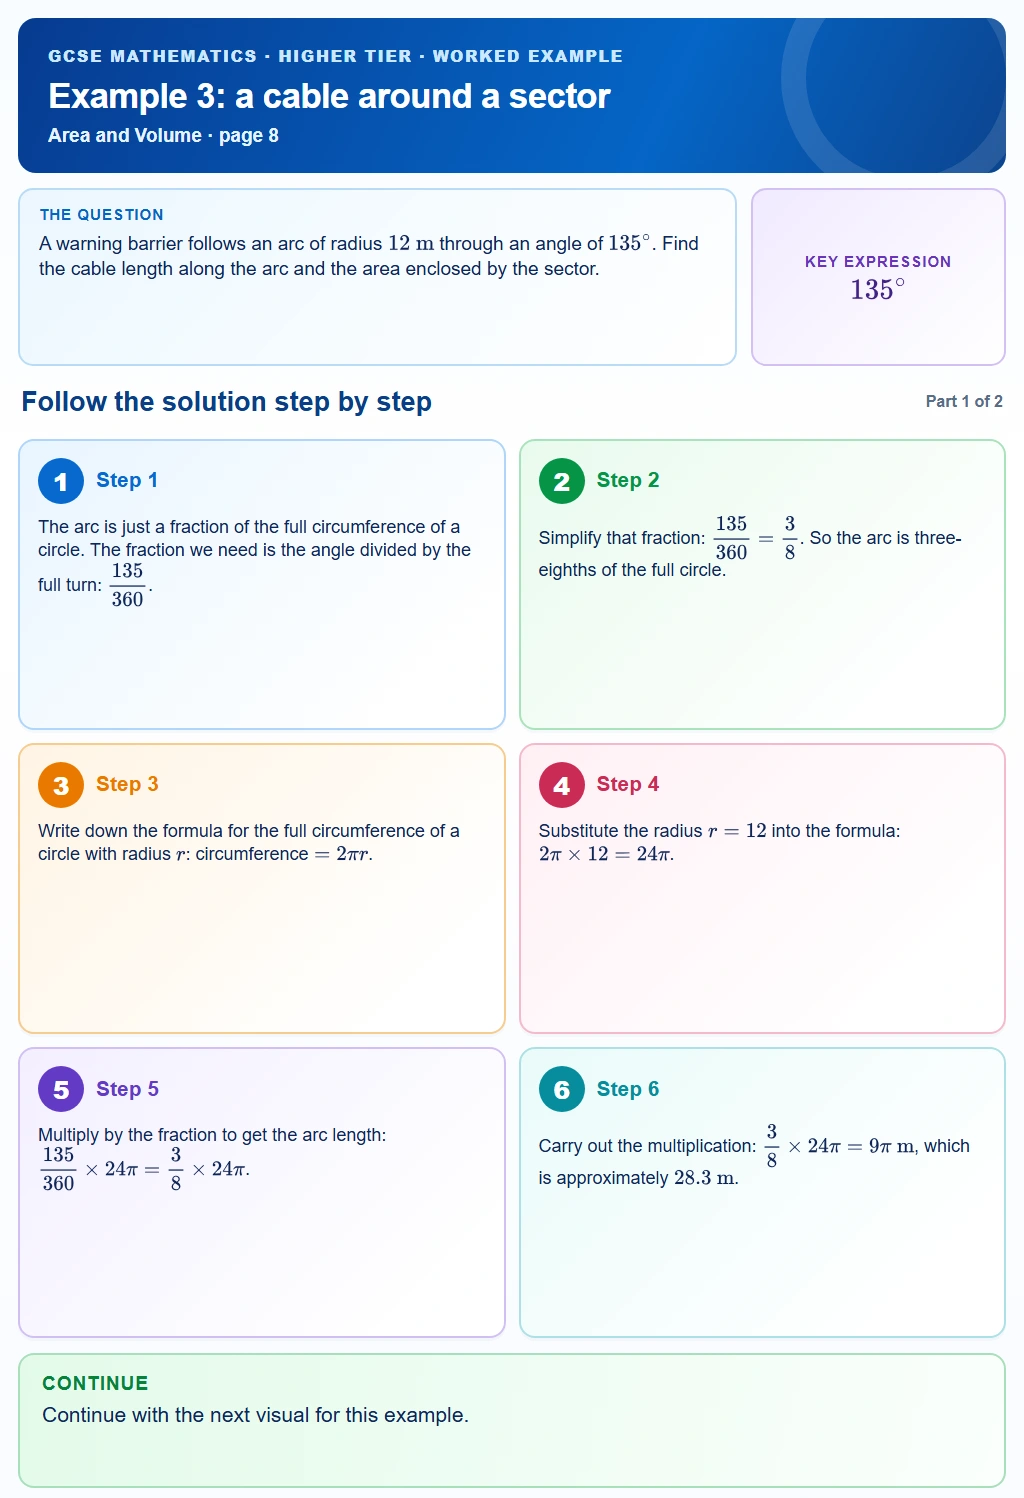 GCSE MATHEMATICS · HIGHER TIER · WORKED EXAMPLE
Example 3: a cable around a sector
Area and Volume · page 8
THE QUESTION
A warning barrier follows an arc of radius 12 m through an angle of 135°. Find
the cable length along the arc and the area enclosed by the sector.
KEY EXPRESSION
135°
Follow the solution step by step
Part 1 of 2
1 Step 1
The arc is just a fraction of the full circumference of a
circle. The fraction we need is the angle divided by the
full turn: 135/360.
2 Step 2
Simplify that fraction: 135/360 = 3/8. So the arc is three-
eighths of the full circle.
3 Step 3
Write down the formula for the full circumference of a
circle with radius r: circumference = 2πr.
4 Step 4
Substitute the radius r = 12 into the formula:
2π × 12 = 24π.
5 Step 5
Multiply by the fraction to get the arc length:
135/360 × 24π = 3/8 × 24π.
6 Step 6
Carry out the multiplication: 3/8 × 24π = 9π m, which
is approximately 28.3 m.
CONTINUE
Continue with the next visual for this example.